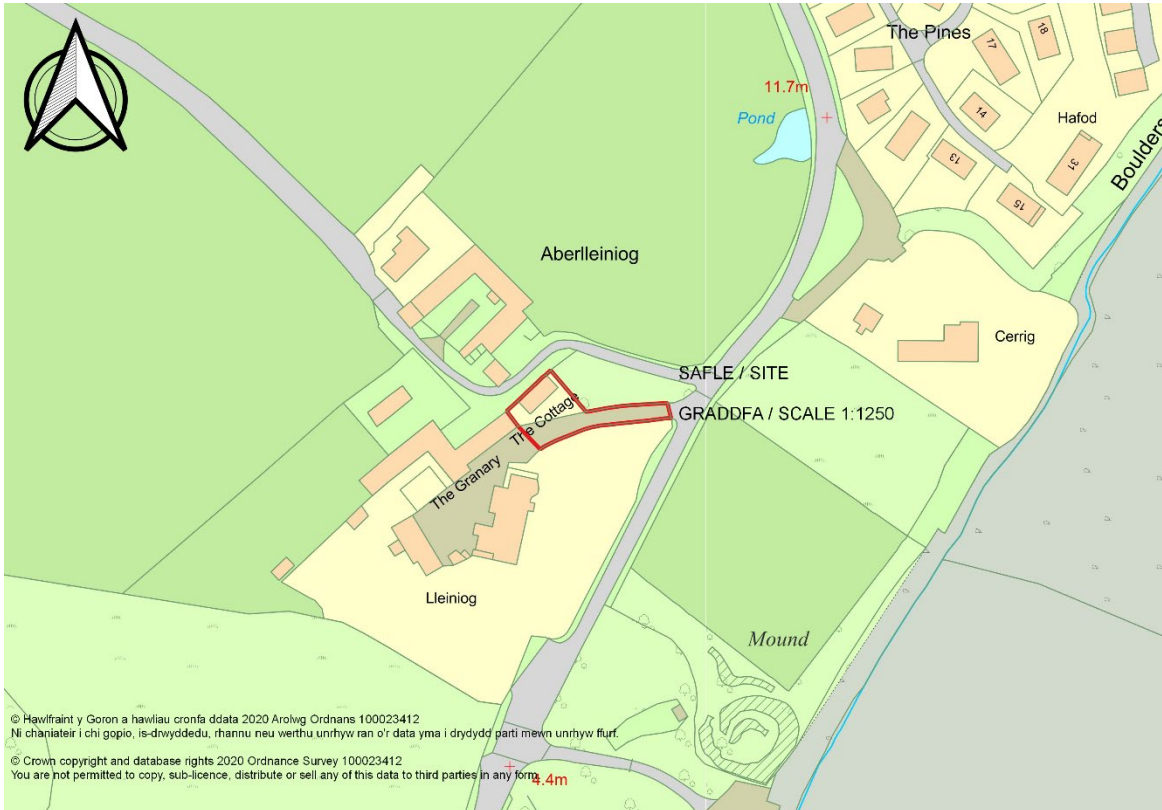 The Pines
18
17
11.7m
Pond
14
Hafod
13
31
15
Boulders
Aberlleiniog
Cerrig
SAFLE / SITE
GRADDFA / SCALE 1:1250
The Cottage
The Granary
Lleiniog
Mound
© Hawlfraint y Goron a hawliau cronfa ddata 2020 Arolwg Ordnans 100023412
Ni chaniateir i chi gopio, is-drwyddedu, rhannu neu werthu unrhyw ran o'r data yma i drydydd parti mewn unrhyw ffurf.
© Crown copyright and database rights 2020 Ordnance Survey 100023412
You are not permitted to copy, sub-licence, distribute or sell any of this data to third parties in any form.
4.4m